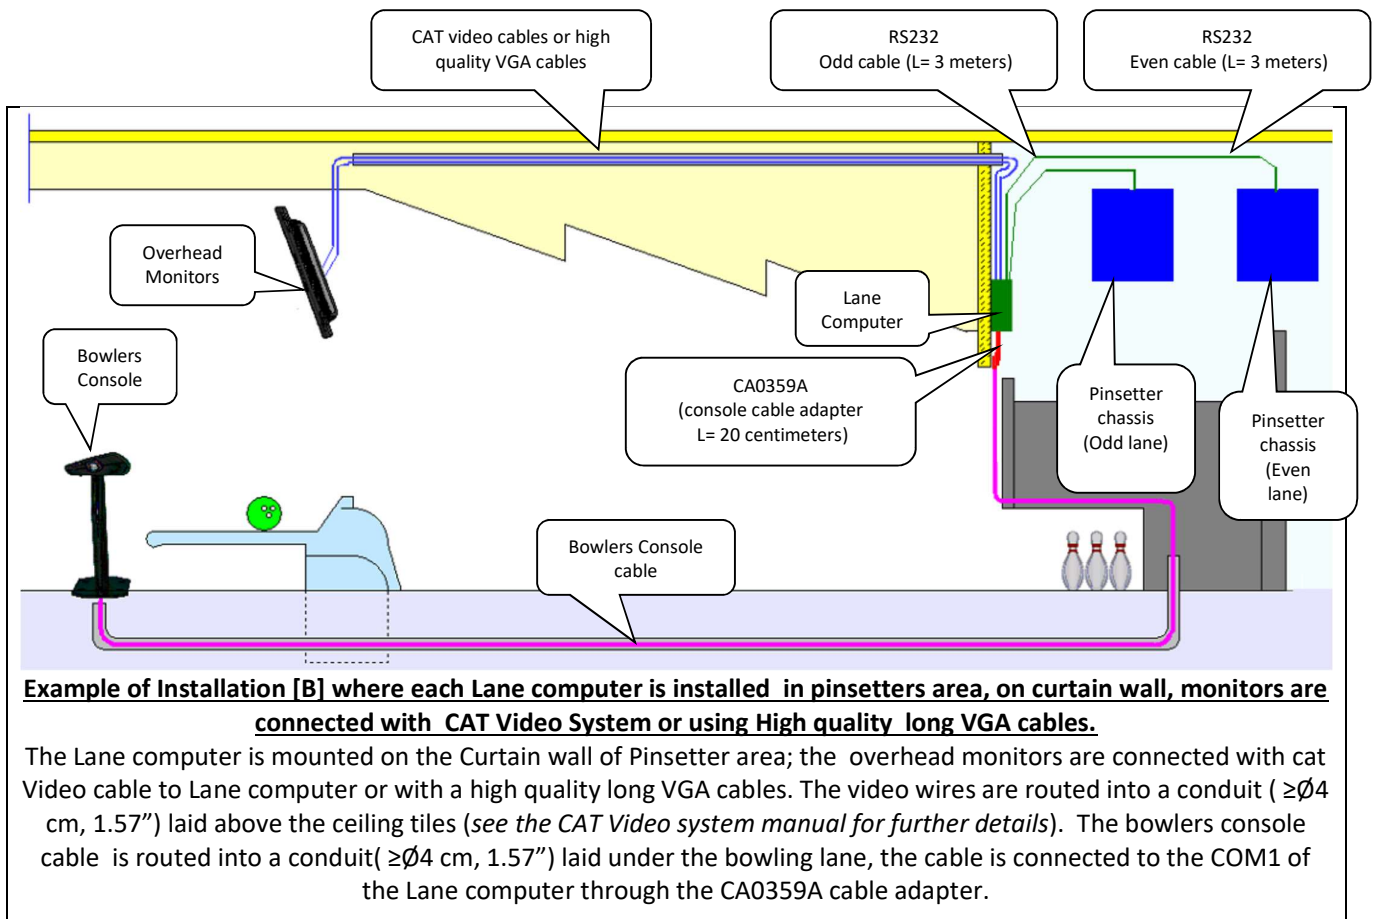 CAT video cables or high
quality VGA cables
RS232
Odd cable (L= 3 meters)
RS232
Even cable (L= 3 meters)
Overhead
Monitors
Lane
Computer
Bowlers
Console
CA0359A
(console cable adapter
L= 20 centimeters)
Pinsetter
chassis
(Odd lane)
Pinsetter
chassis
(Even
lane)
Bowlers Console
cable
Example of Installation [B] where each Lane computer is installed  in pinsetters area, on curtain wall, monitors are
connected with  CAT Video System or using High quality  long VGA cables.
The Lane computer is mounted on the Curtain wall of Pinsetter area; the  overhead monitors are connected with cat
Video cable to Lane computer or with a high quality long VGA cables. The video wires are routed into a conduit ( ≥Ø4
cm, 1.57”) laid above the ceiling tiles (see the CAT Video system manual for further details).  The bowlers console
cable  is routed into a conduit( ≥Ø4 cm, 1.57”) laid under the bowling lane, the cable is connected to the COM1 of
the Lane computer through the CA0359A cable adapter.